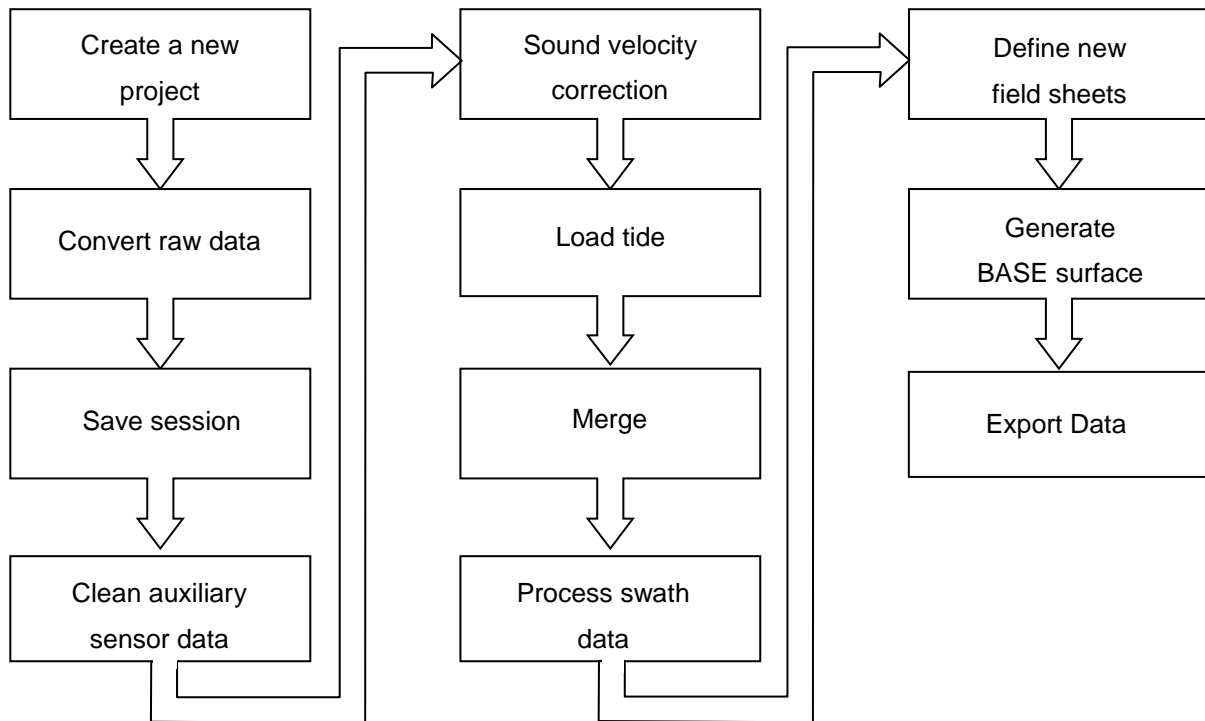 Create a new
project
Convert raw data
Save session
Clean auxiliary
sensor data
Sound velocity
correction
Load tide
Merge
Process swath
data
Define new
field sheets
Generate
BASE surface
Export Data